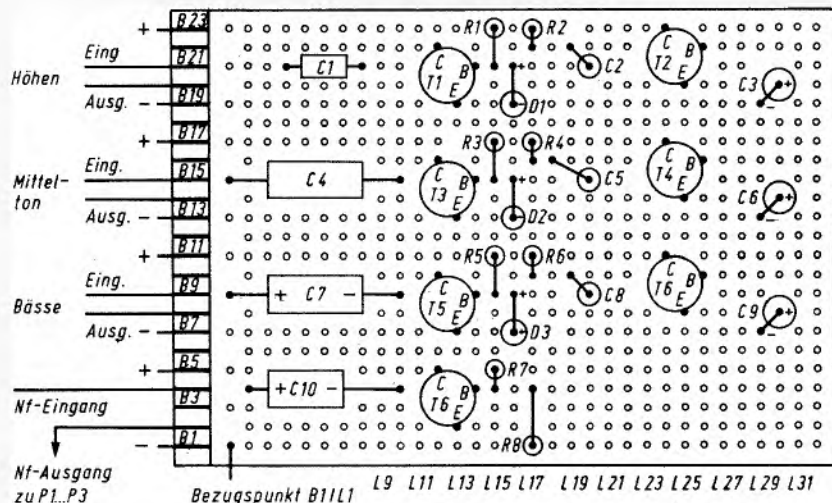 + B23 R1 R2
Eing B21 C1 C T1 B E C2 C T2 B E C3 +
Höhen
Ausg. - B19 + D1 -
+ B17 R3 R4
Eing. B15 C4 C T3 B E C5 C T4 B E C6 +
Mittel-
ton
Ausg. - B13 + D2 -
+ B11 R5 R6
Eing. B9 + C7 - C T5 B E C8 C T6 B E C9 +
Bässe
Ausg. - B7 + D3 -
+ B5 R7
B3 + C10 - C T6 B E
Nf-Eingang
- B1 R8
Nf-Ausgang
zu P1...P3
Bezugspunkt B1/L1 L9 L11 L13 L15 L17 L19 L21 L23 L25 L27 L29 L31